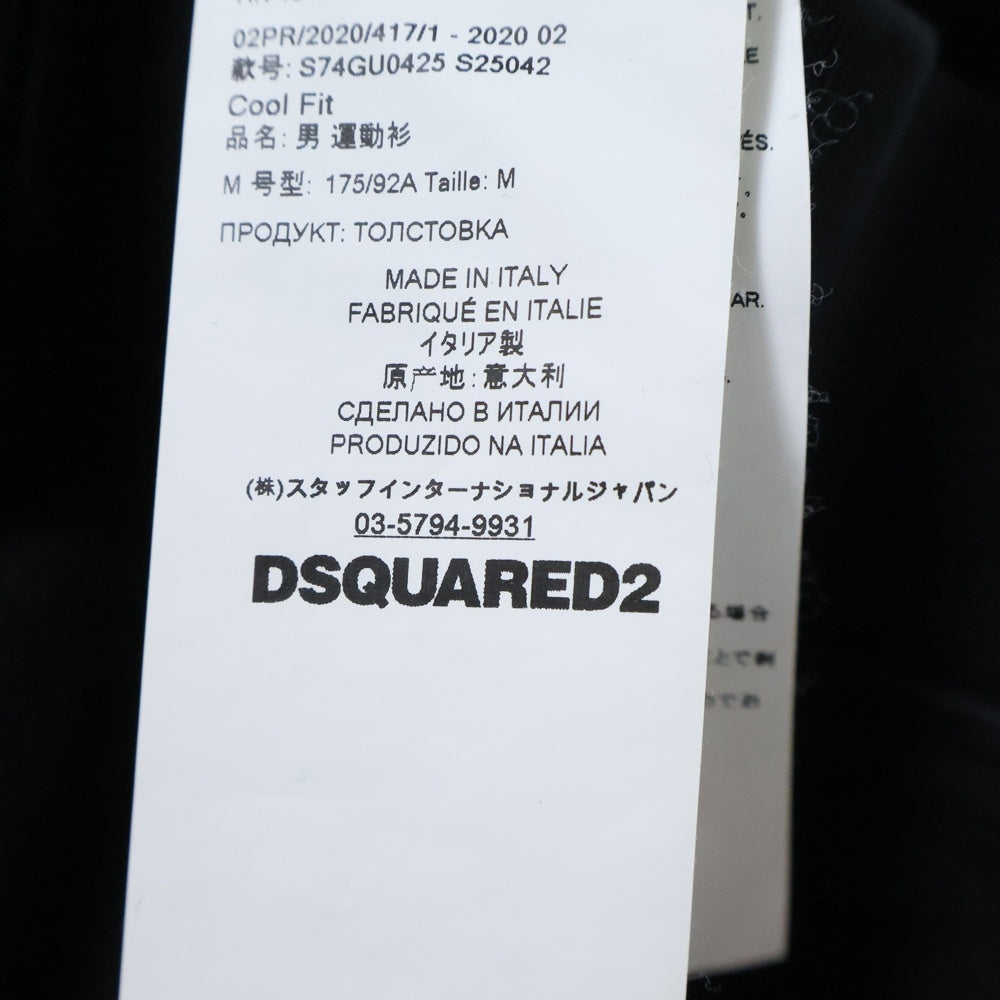 02PR/2020/417/1 - 2020 02
款号: S74GU0425 S25042
Cool Fit
品名: 男 運動衫
M 号型: 175/92A Taille: M
ПРОДУКТ: ТОЛСТОВКА
MADE IN ITALY
FABRIQUÉ EN ITALIE
イタリア製
原产地: 意大利
СДЕЛАНО В ИТАЛИИ
PRODUZIDO NA ITALIA
(株)スタッフインターナショナルジャパン
03-5794-9931
DSQUARED2
ÉS.
AR.